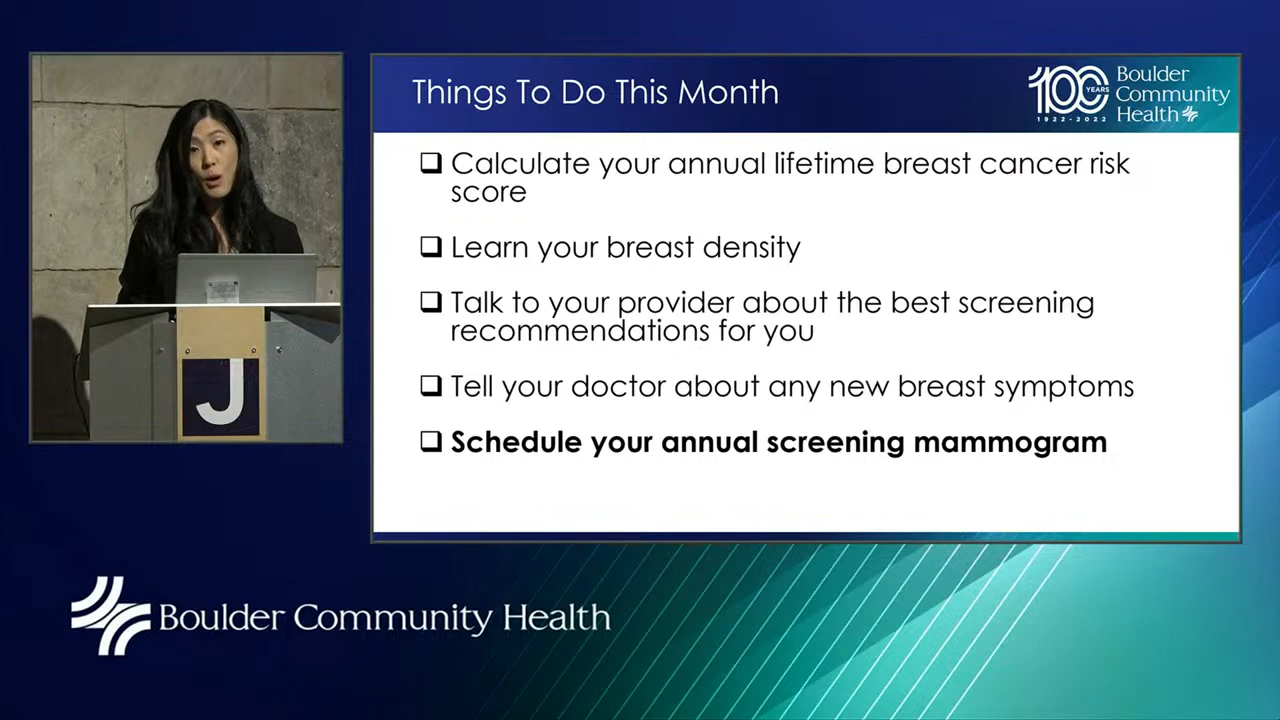 Things To Do This Month
100 YEARS
1922-2022
Boulder
Community
Health
Calculate your annual lifetime breast cancer risk
score
Learn your breast density
Talk to your provider about the best screening
recommendations for you
Tell your doctor about any new breast symptoms
Schedule your annual screening mammogram
J
Boulder Community Health